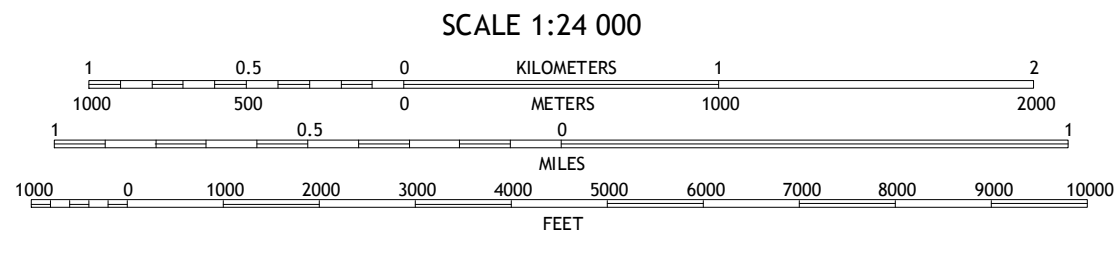 SCALE 1:24 000
1 0.5 0 KILOMETERS 1 2
1000 500 0 METERS 1000 2000
1 0.5 0 1
MILES
1000 0 1000 2000 3000 4000 5000 6000 7000 8000 9000 10000
FEET